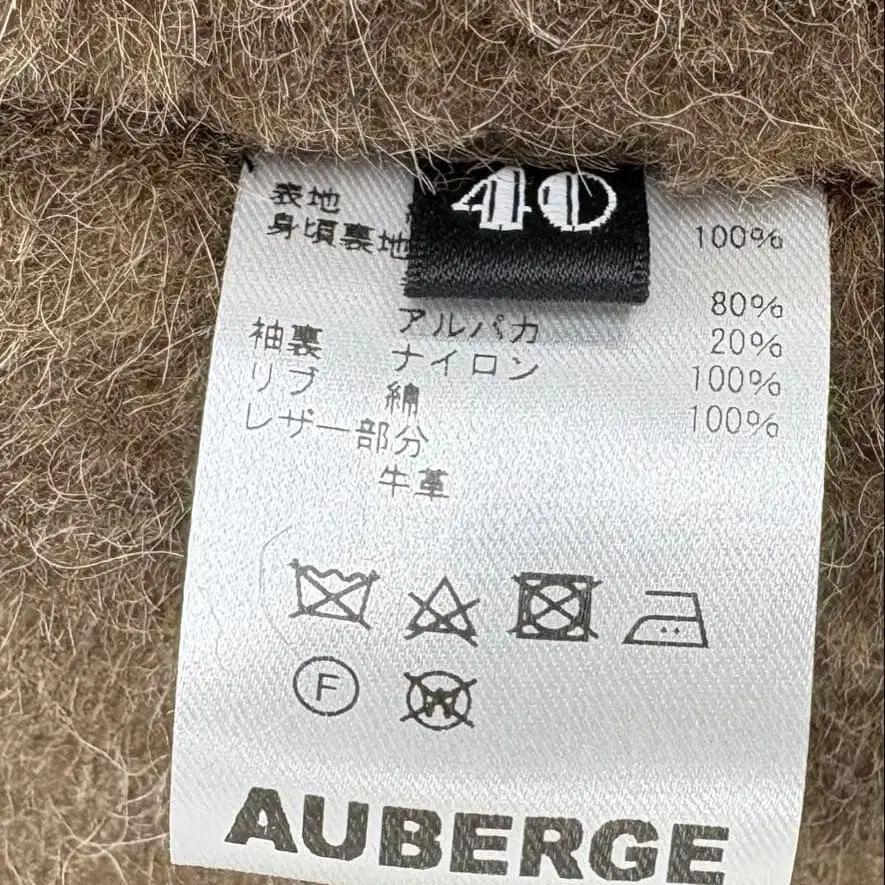 40
表地 100%
身頃裏地
アルパカ 80%
袖裏 ナイロン 20%
リブ 綿 100%
レザー部分 100%
牛革
F
W
AUBERGE